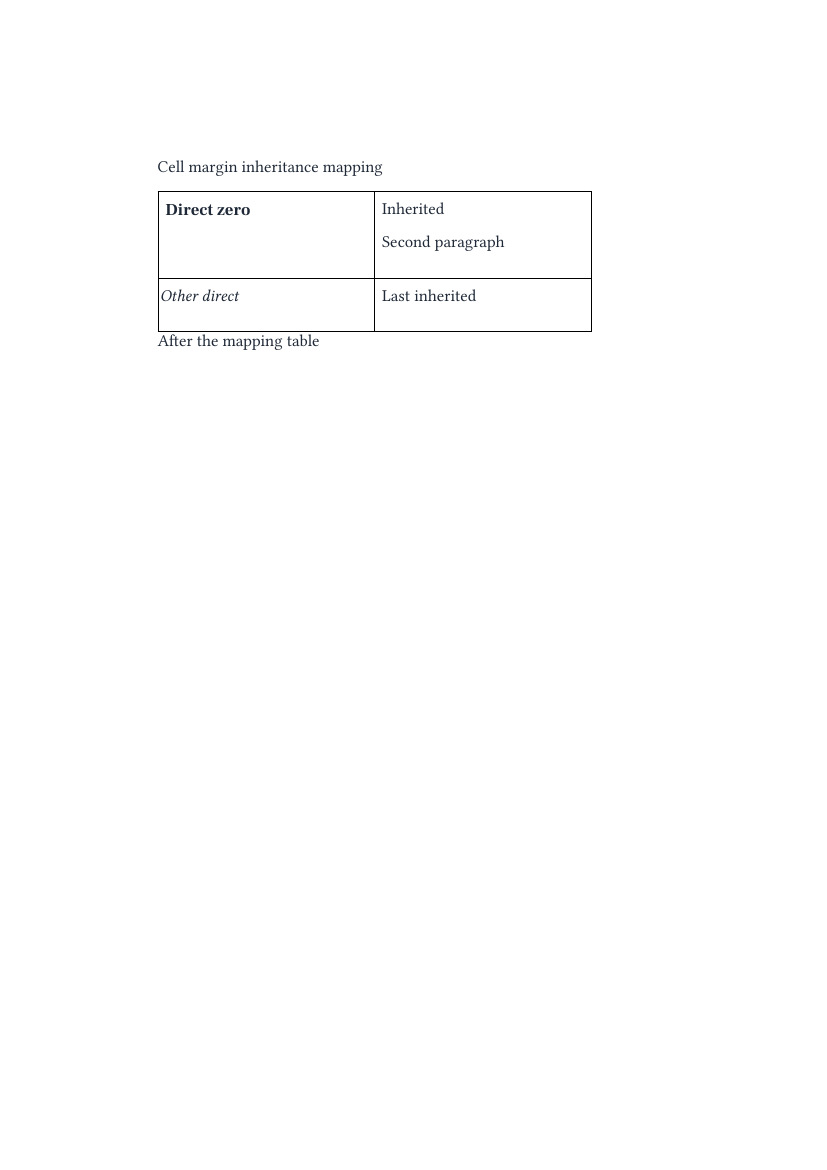 Cell margin inheritance mapping
Direct zero
Inherited
Second paragraph
Other direct
Last inherited
After the mapping table